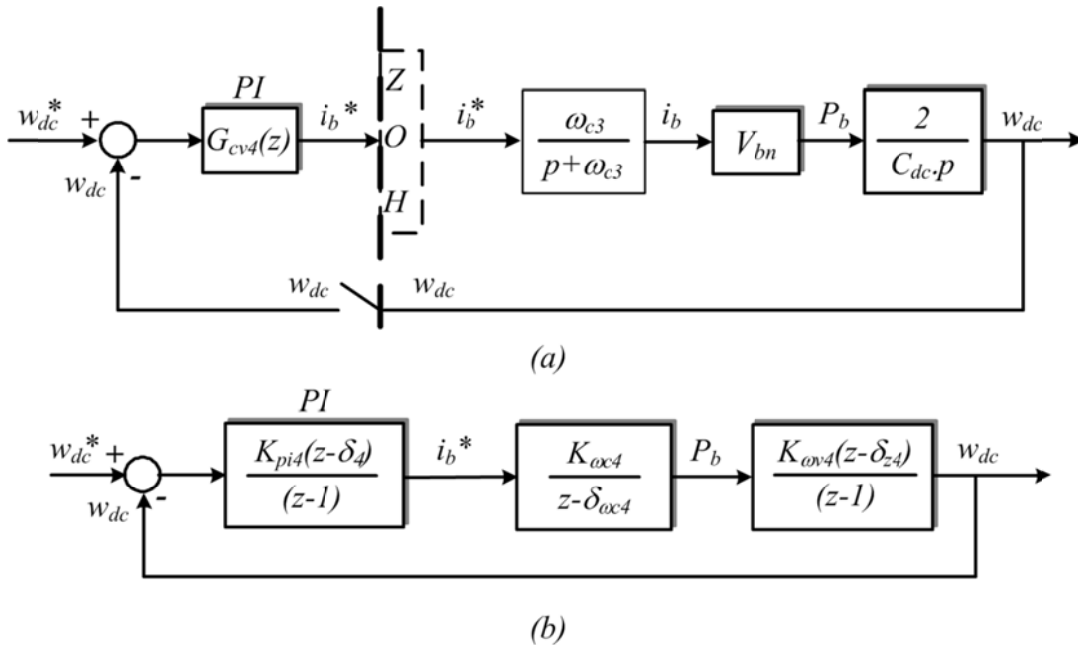 PI
w_dc* + G_cv4(z) i_b* Z O H i_b* ω_c3 / (p+ω_c3) i_b V_bn P_b 2 / (C_dc.p) w_dc
w_dc -
w_dc w_dc
(a)
PI
w_dc* + K_pi4(z-δ_4) / (z-1) i_b* K_ωc4 / (z-δ_ωc4) P_b K_ωv4(z-δ_z4) / (z-1) w_dc
w_dc -
(b)